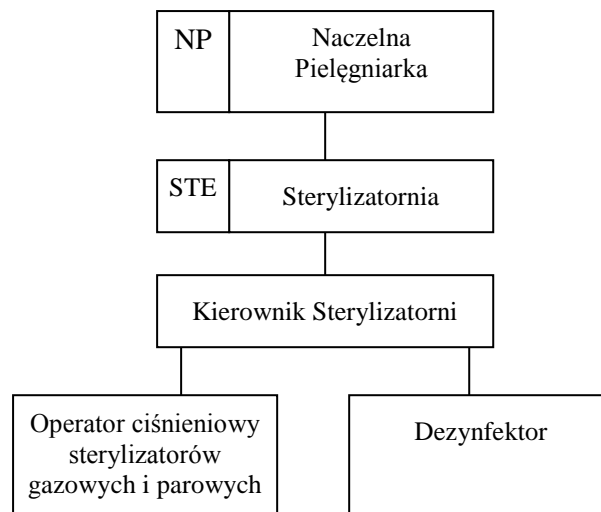 NP
Naczelna
Pielęgniarka
STE
Sterylizatornia
Kierownik Sterylizatorni
Operator ciśnieniowy
sterylizatorów
gazowych i parowych
Dezynfektor